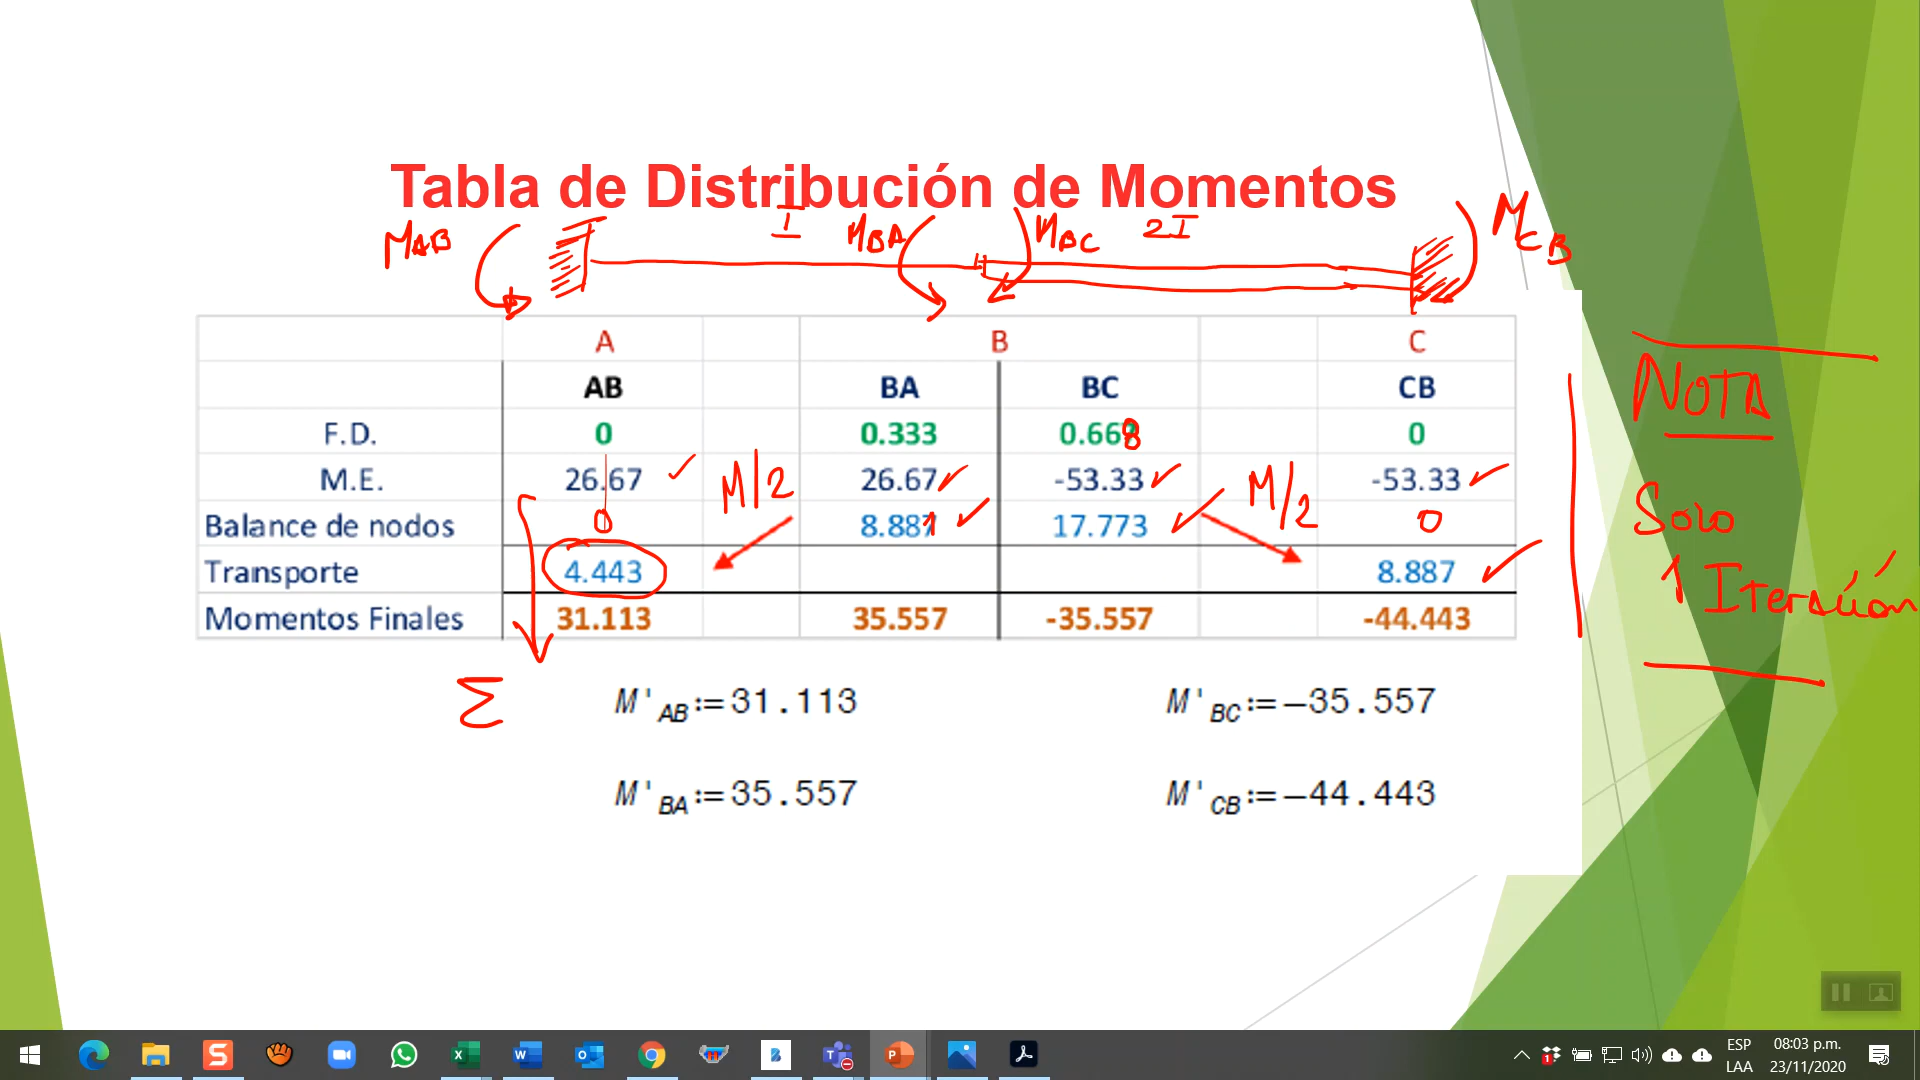 Tabla de Distribución de Momentos
MAB I MBA MBC 2I MCB
A B C
AB BA BC CB
F.D. 0 0.333 0.668 0
M.E. 26.67 M/2 26.67 -53.33 M/2 -53.33
Balance de nodos 0 8.887 17.773 0
Transporte 4.443 8.887
Momentos Finales 31.113 35.557 -35.557 -44.443
Σ
M'AB:=31.113 M'BC:=-35.557
M'BA:=35.557 M'CB:=-44.443
NOTA
Solo
1 Iteración
ESP
LAA
08:03 p.m.
23/11/2020